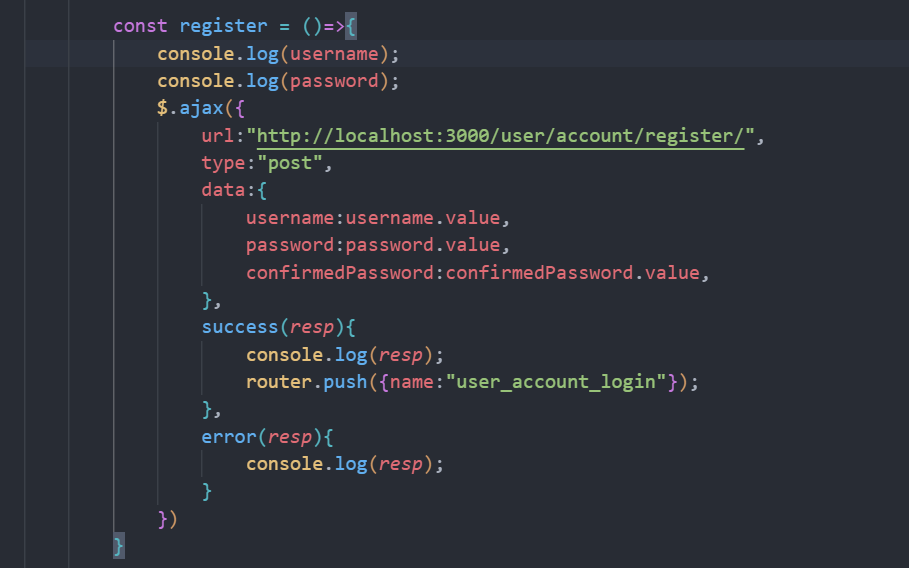 const register = ()=>{
console.log(username);
console.log(password);
$.ajax({
url:"http://localhost:3000/user/account/register/",
type:"post",
data:{
username:username.value,
password:password.value,
confirmedPassword:confirmedPassword.value,
},
success(resp){
console.log(resp);
router.push({name:"user_account_login"});
},
error(resp){
console.log(resp);
}
})
}